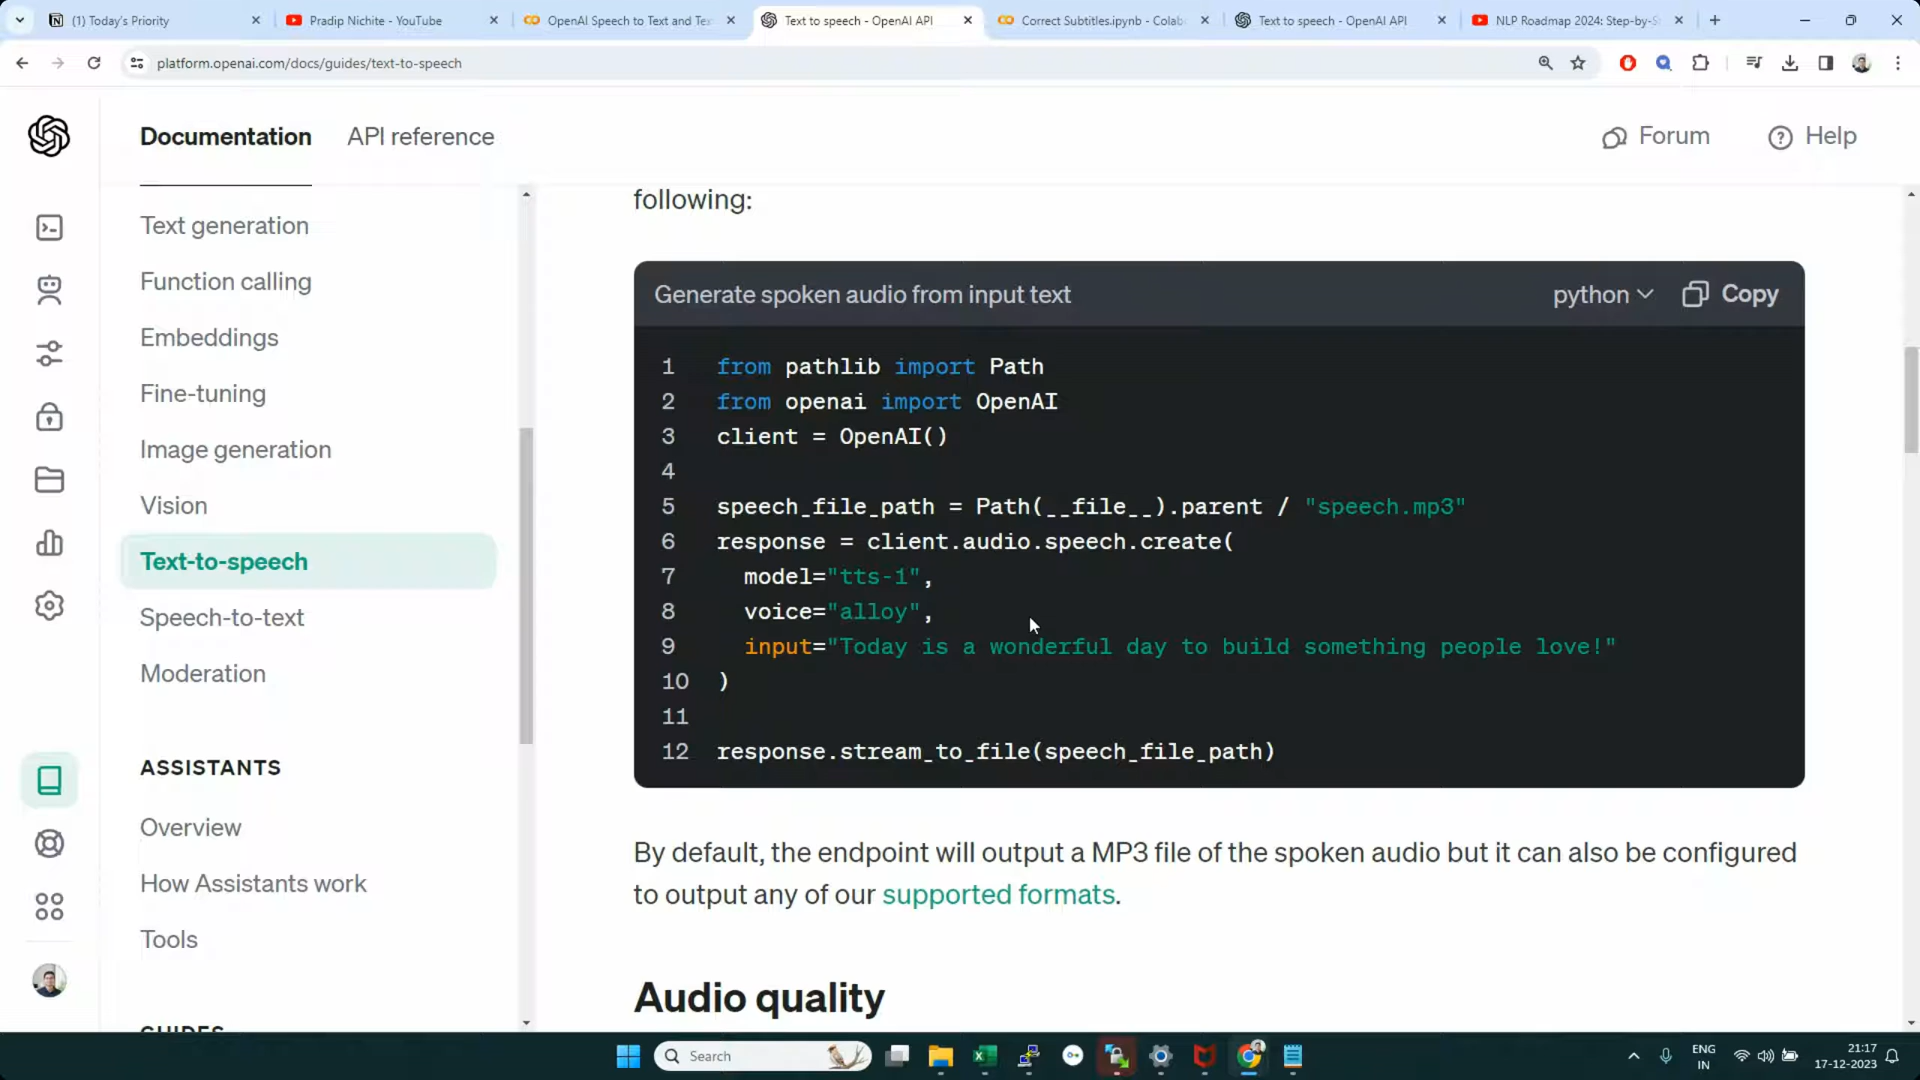 (1) Today's Priority
Pradip Nichite - YouTube
OpenAI Speech to Text and Tex
Text to speech - OpenAI API
Correct Subtitles.ipynb - Colab
Text to speech - OpenAI API
NLP Roadmap 2024: Step-by-S
platform.openai.com/docs/guides/text-to-speech
Documentation
API reference
Forum
Help
Text generation
Function calling
Embeddings
Fine-tuning
Image generation
Vision
Text-to-speech
Speech-to-text
Moderation
ASSISTANTS
Overview
How Assistants work
Tools
GUIDES
following:
Generate spoken audio from input text
python
Copy
1 from pathlib import Path
2 from openai import OpenAI
3 client = OpenAI()
4
5 speech_file_path = Path(__file__).parent / "speech.mp3"
6 response = client.audio.speech.create(
7 model="tts-1",
8 voice="alloy",
9 input="Today is a wonderful day to build something people love!"
10 )
11
12 response.stream_to_file(speech_file_path)
By default, the endpoint will output a MP3 file of the spoken audio but it can also be configured
to output any of our supported formats.
Audio quality
Search
ENG
IN
21:17
17-12-2023